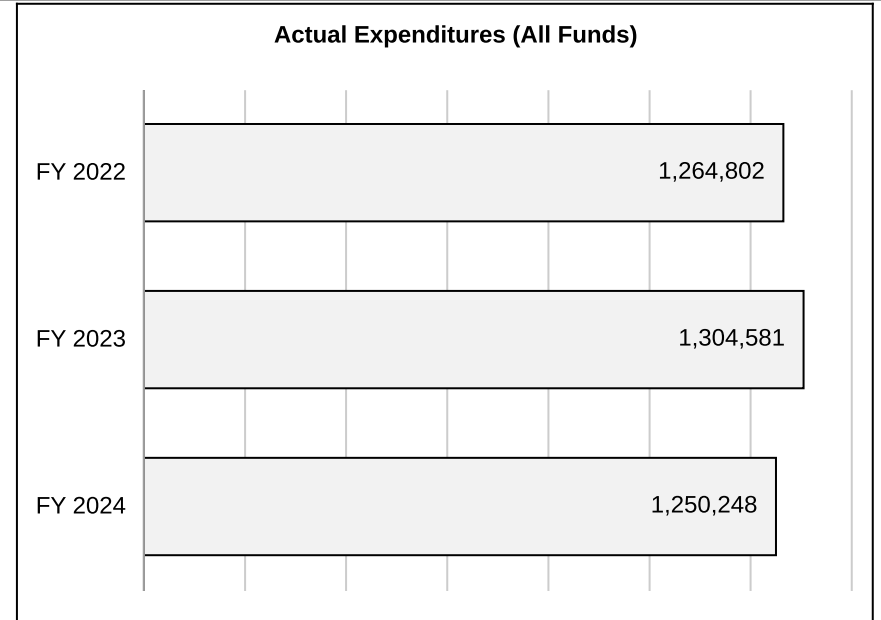 Actual Expenditures (All Funds)
FY 2022 1,264,802
FY 2023 1,304,581
FY 2024 1,250,248